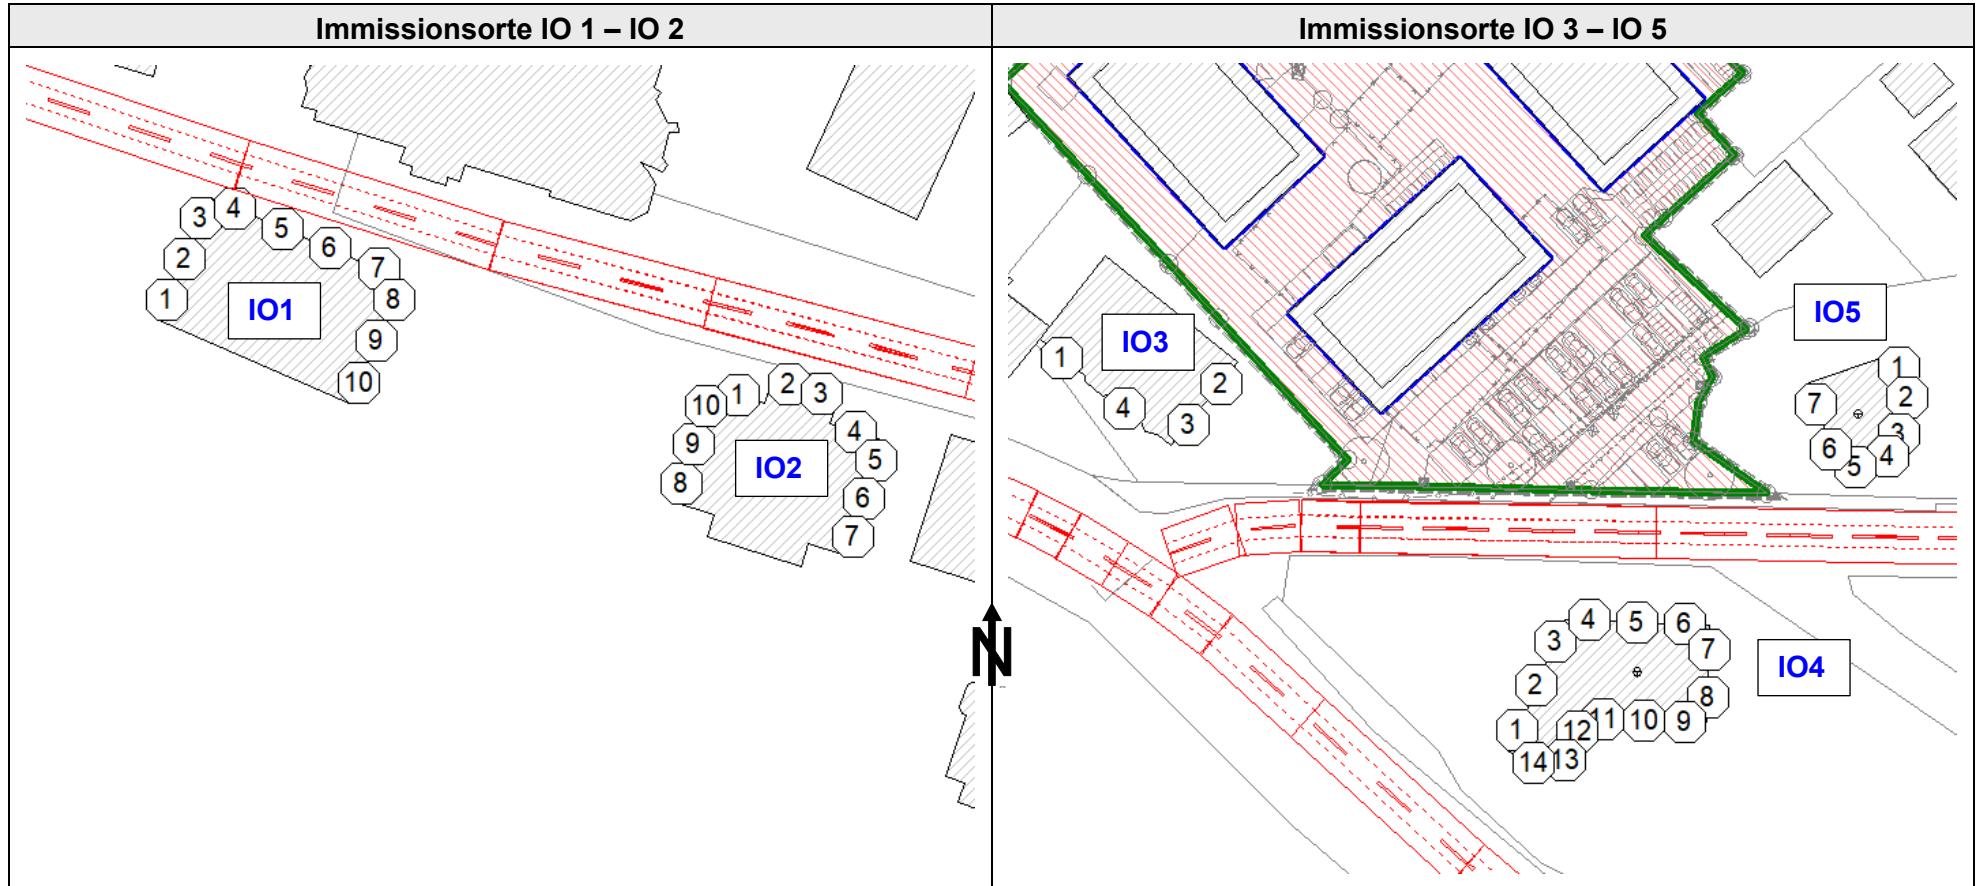 Immissionsorte IO 1 – IO 2
Immissionsorte IO 3 – IO 5
3 4 5 6 7
2 8
1 IO1 9
10
10 1 2 3
9 4
8 IO2 5
6
7
N
1 IO3 2
4 3
IO5
1
7 2
6 3
5 4
4 5 6
3 7
2 IO4
8
1 12 11 10 9
14 13